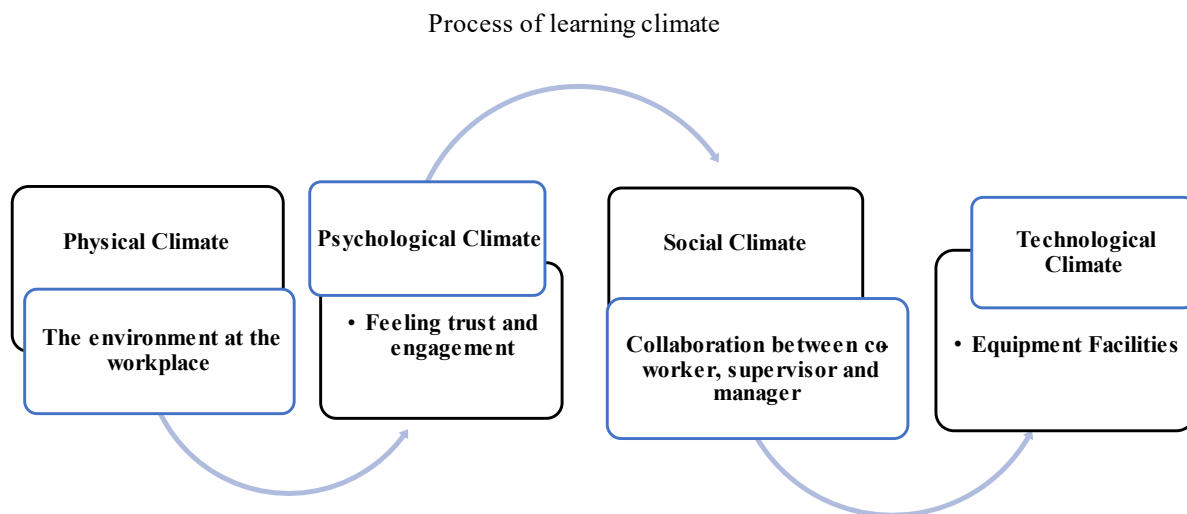 Process of learning climate
Physical Climate
The environment at the
workplace
Psychological Climate
• Feeling trust and
engagement
Social Climate
Collaboration between co-
worker, supervisor and
manager
Technological
Climate
• Equipment Facilities